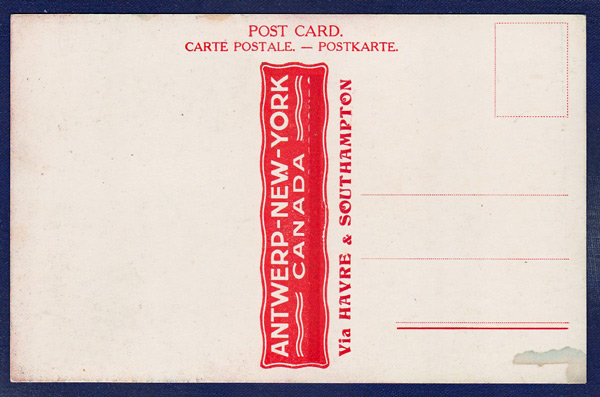 POST CARD.
CARTE POSTALE. — POSTKARTE.
ANTWERP-NEW-YORK
CANADA
Via HAVRE & SOUTHAMPTON